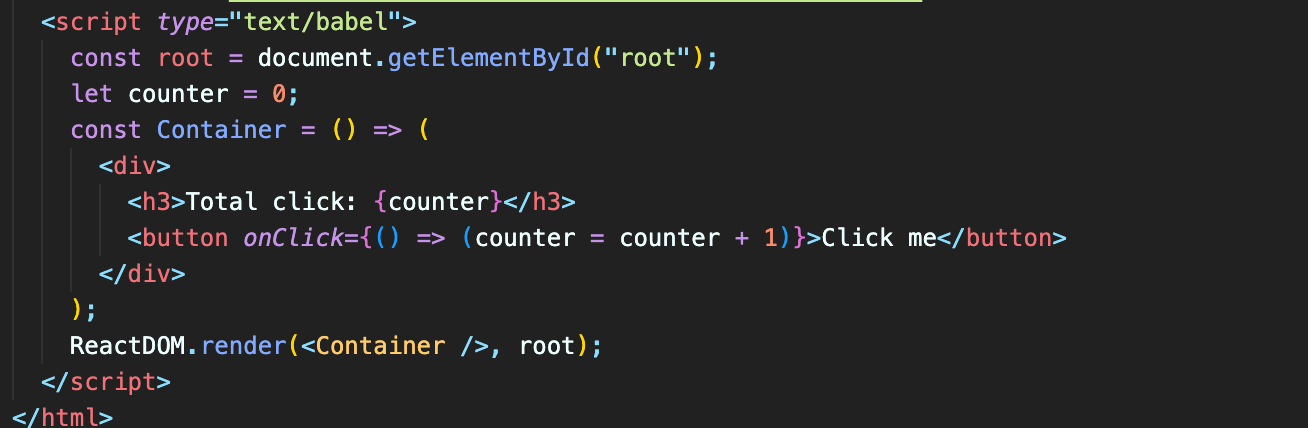 <script type="text/babel">
const root = document.getElementById("root");
let counter = 0;
const Container = () => (
<div>
<h3>Total click: {counter}</h3>
<button onClick={() => (counter = counter + 1)}>Click me</button>
</div>
);
ReactDOM.render(<Container />, root);
</script>
</html>